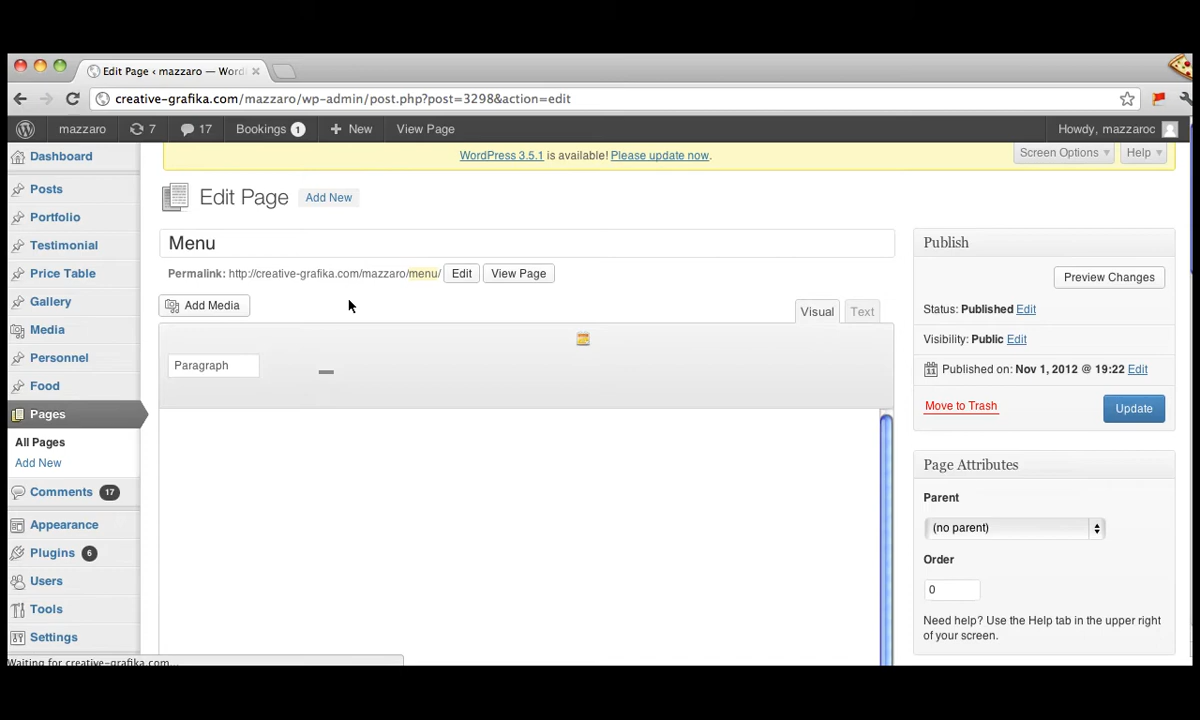 Edit Page ‹ mazzaro — Word
creative-grafika.com/mazzaro/wp-admin/post.php?post=3298&action=edit
mazzaro 7 17 Bookings 1 + New View Page Howdy, mazzaroc
WordPress 3.5.1 is available! Please update now.
Screen Options Help
Dashboard
Posts
Portfolio
Testimonial
Price Table
Gallery
Media
Personnel
Food
Pages
All Pages
Add New
Comments 17
Appearance
Plugins 6
Users
Tools
Settings
Edit Page Add New
Menu
Permalink: http://creative-grafika.com/mazzaro/menu/ Edit View Page
Add Media
Visual Text
Paragraph
Publish
Preview Changes
Status: Published Edit
Visibility: Public Edit
Published on: Nov 1, 2012 @ 19:22 Edit
Move to Trash Update
Page Attributes
Parent
(no parent)
Order
0
Need help? Use the Help tab in the upper right
of your screen.
Waiting for creative-grafika.com...